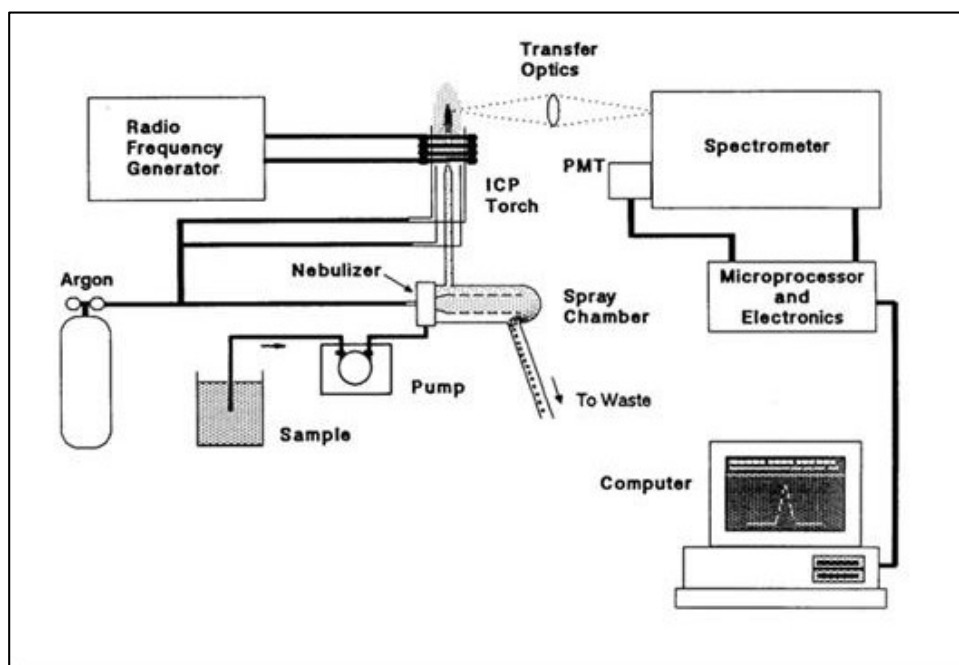 Transfer
Optics
Radio
Frequency
Generator
Spectrometer
PMT
ICP
Torch
Argon
Nebulizer
Microprocessor
and
Electronics
Spray
Chamber
Pump
To Waste
Sample
Computer